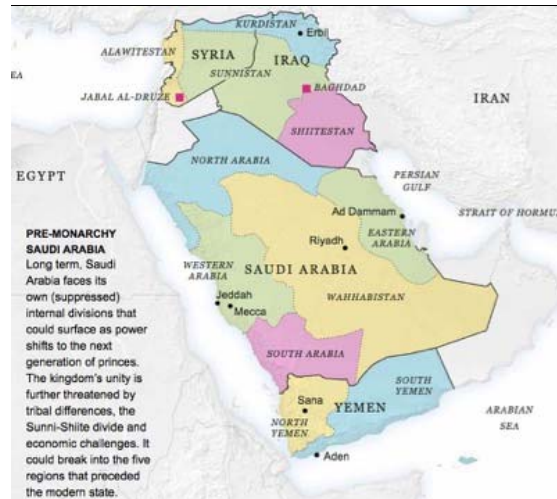 KURDISTAN
Erbil
ALAWITESTAN
SYRIA
IRAQ
SUNNISTAN
EA
JABAL AL-DRUZE
BAGHDAD
IRAN
SHIITESTAN
NORTH ARABIA
EGYPT
PERSIAN
GULF
STRAIT OF HORMU
Ad Dammam
EASTERN
ARABIA
Riyadh
PRE-MONARCHY
SAUDI ARABIA
Long term, Saudi
Arabia faces its
own (suppressed)
internal divisions that
could surface as power
shifts to the next
generation of princes.
The kingdom's unity is
further threatened by
tribal differences, the
Sunni-Shiite divide and
economic challenges. It
could break into the five
regions that preceded
the modern state.
WESTERN
ARABIA
SAUDI ARABIA
WAHHABISTAN
Jeddah
Mecca
SOUTH ARABIA
Sana
YEMEN
SOUTH
YEMEN
NORTH
YEMEN
Aden
ARABIAN
SEA